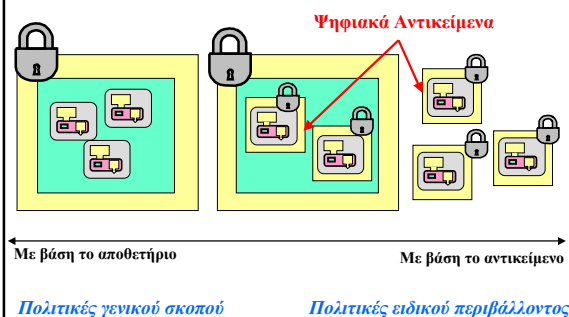 Ψηφιακά Αντικείμενα
Με βάση το αποθετήριο
Με βάση το αντικείμενο
Πολιτικές γενικού σκοπού
Πολιτικές ειδικού περιβάλλοντος